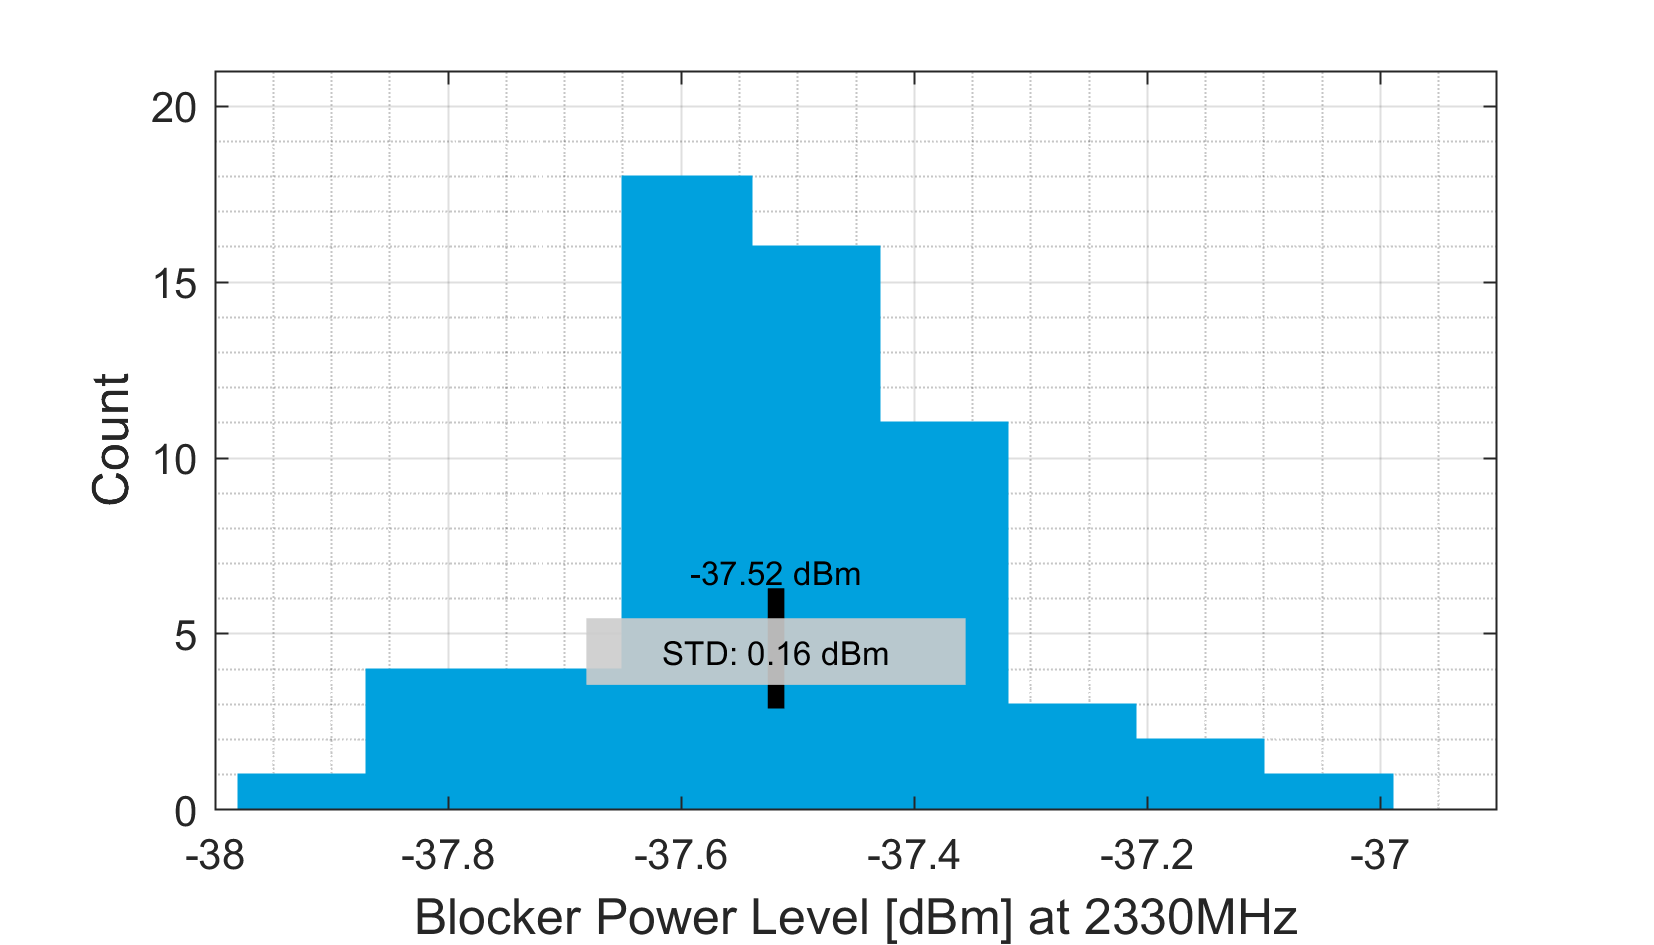 20
15
10
5
0
Count
-37.52 dBm
STD: 0.16 dBm
-38 -37.8 -37.6 -37.4 -37.2 -37
Blocker Power Level [dBm] at 2330MHz